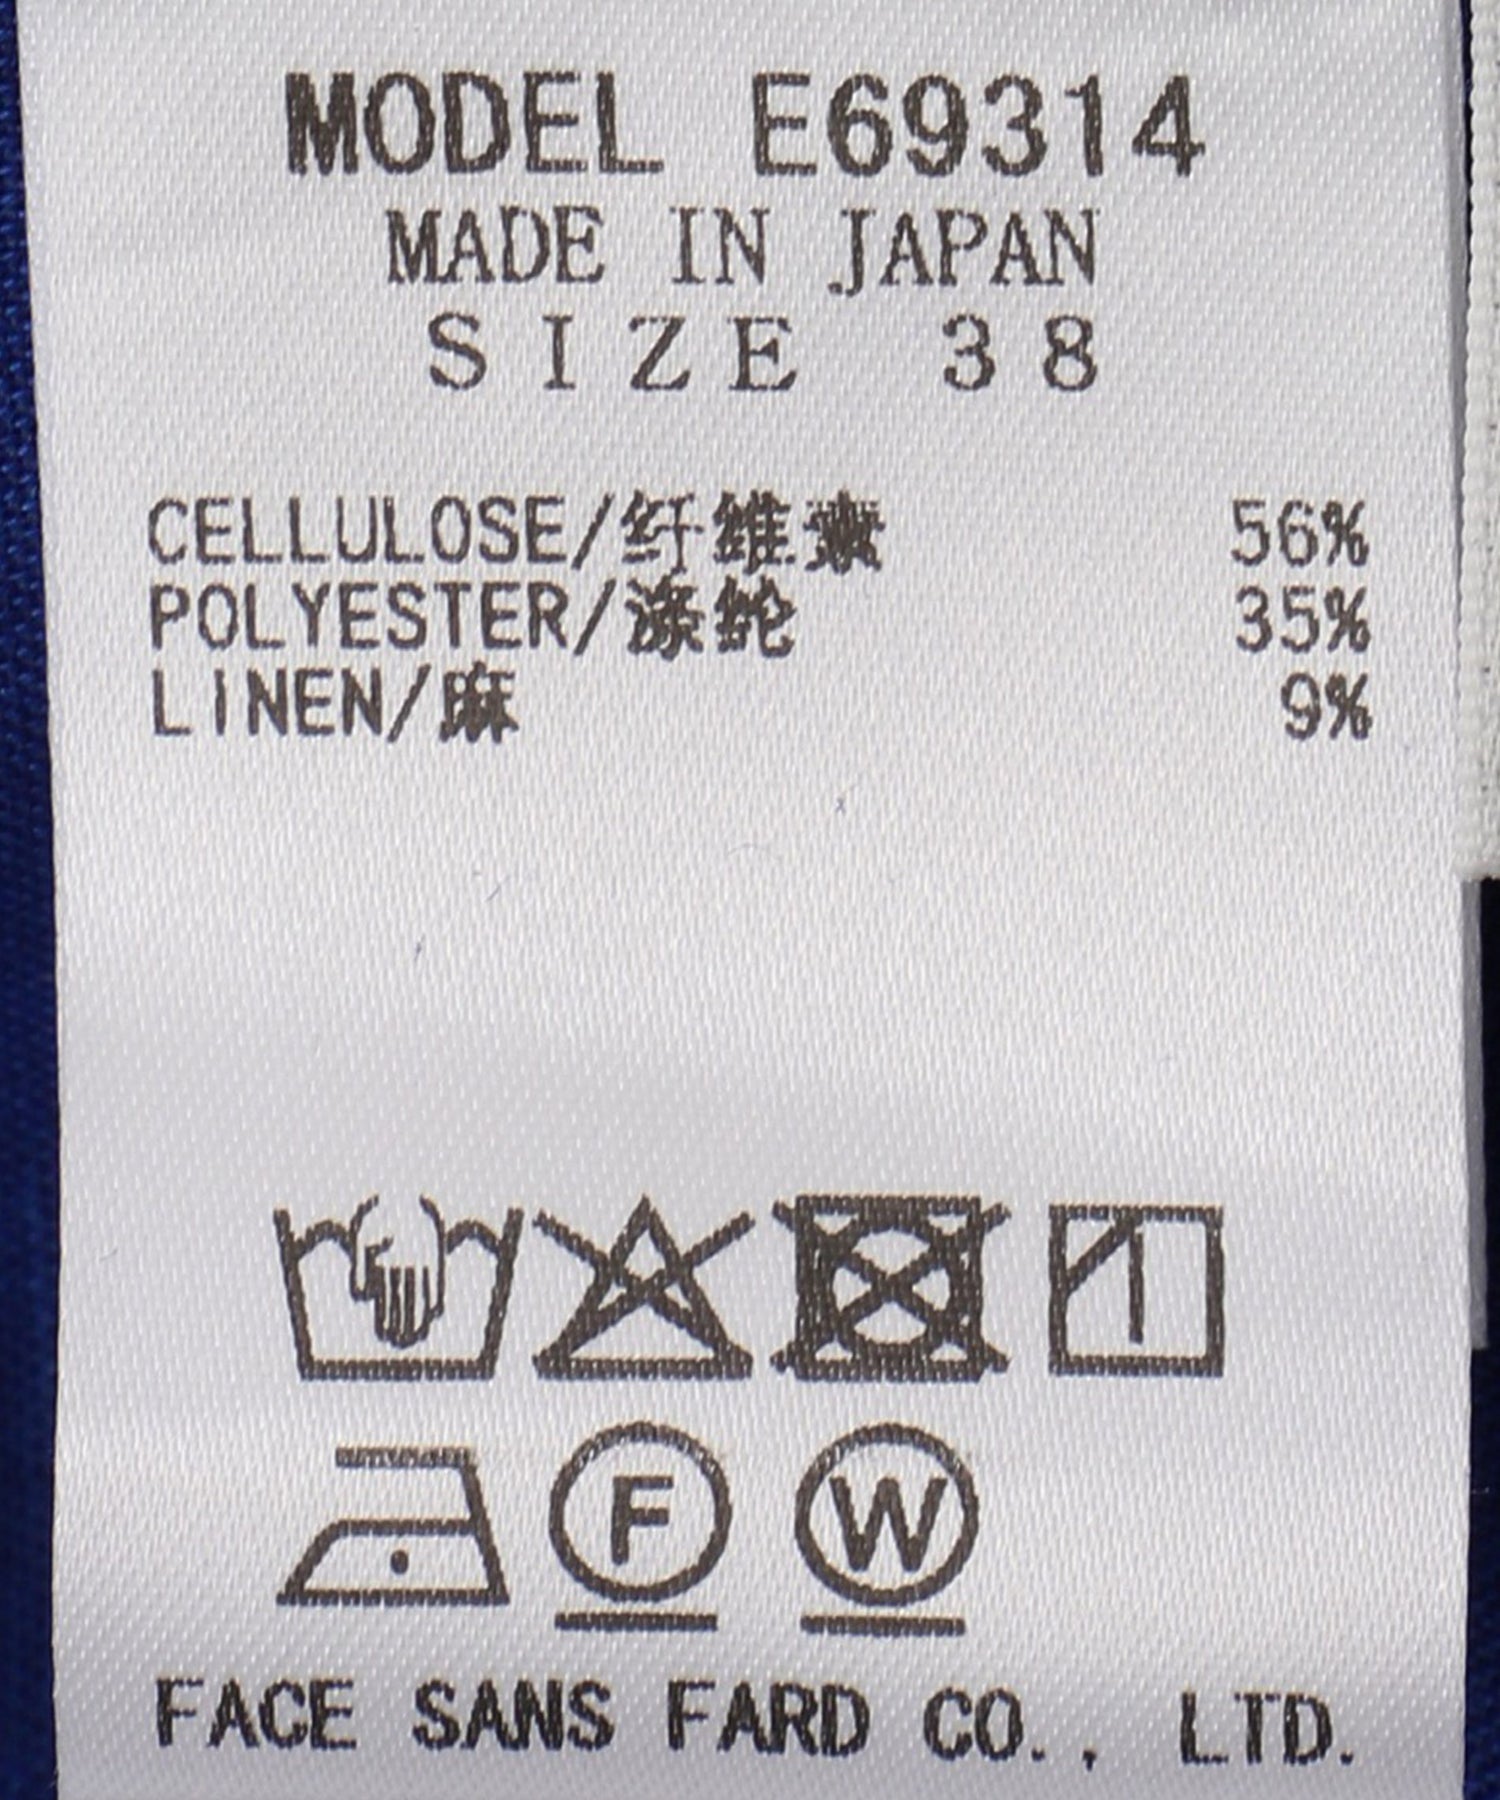 MODEL E69314
MADE IN JAPAN
SIZE 38
CELLULOSE/纤维素 56%
POLYESTER/涤纶 35%
LINEN/麻 9%
F W
FACE SANS FARD CO., LTD.